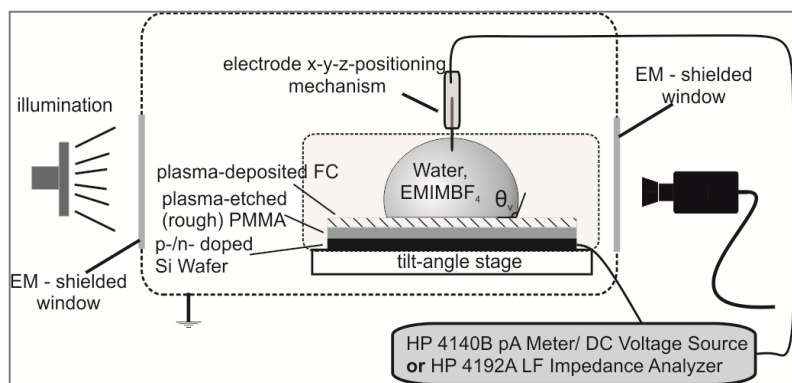 electrode x-y-z-positioning
mechanism
EM - shielded
window
illumination
plasma-deposited FC
plasma-etched
(rough) PMMA
p-/n- doped
Si Wafer
Water,
EMIMBF₄
θᵥ
EM - shielded
window
tilt-angle stage
HP 4140B pA Meter/ DC Voltage Source
or HP 4192A LF Impedance Analyzer